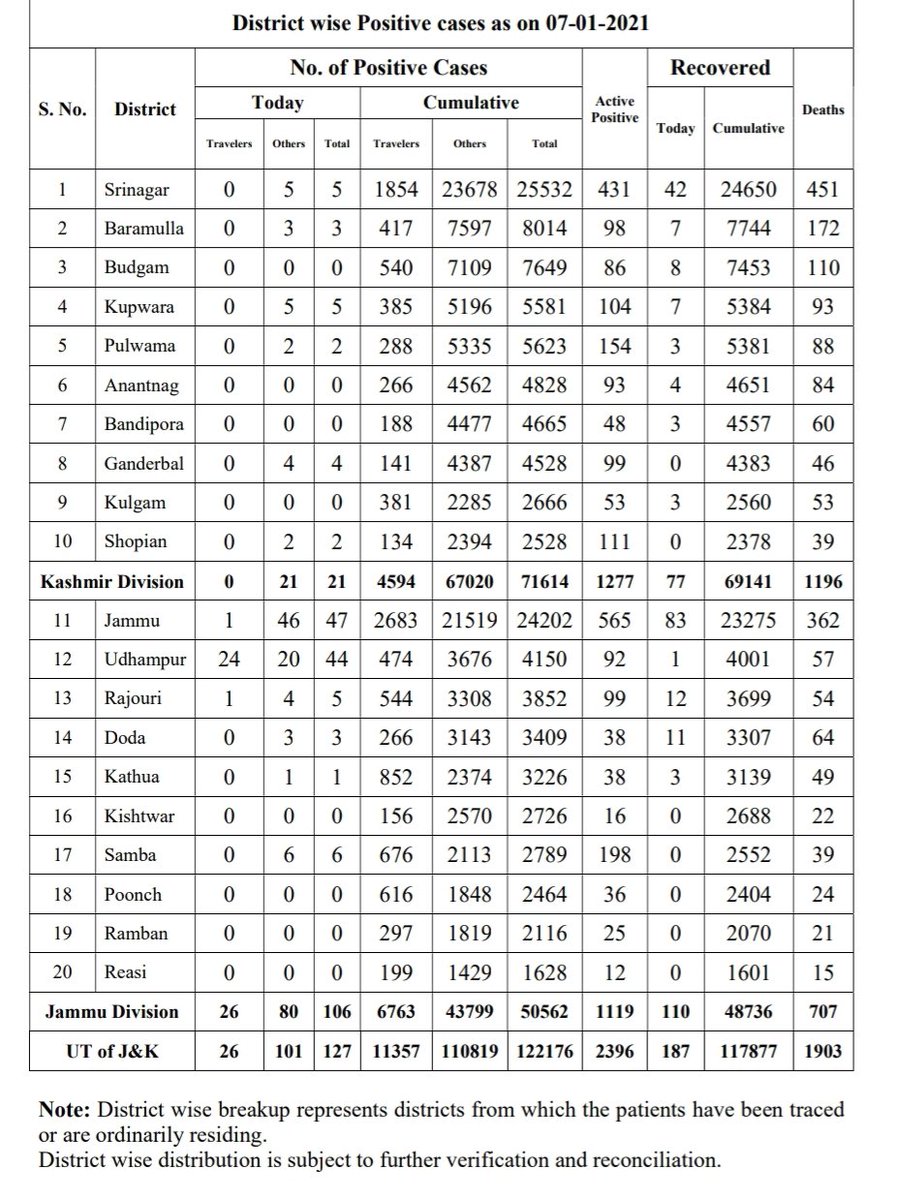 District wise Positive cases as on 07-01-2021
S. No. District No. of Positive Cases Active Positive Recovered Deaths
Today Cumulative Today Cumulative
Travelers Others Total Travelers Others Total
1 Srinagar 0 5 5 1854 23678 25532 431 42 24650 451
2 Baramulla 0 3 3 417 7597 8014 98 7 7744 172
3 Budgam 0 0 0 540 7109 7649 86 8 7453 110
4 Kupwara 0 5 5 385 5196 5581 104 7 5384 93
5 Pulwama 0 2 2 288 5335 5623 154 3 5381 88
6 Anantnag 0 0 0 266 4562 4828 93 4 4651 84
7 Bandipora 0 0 0 188 4477 4665 48 3 4557 60
8 Ganderbal 0 4 4 141 4387 4528 99 0 4383 46
9 Kulgam 0 0 0 381 2285 2666 53 3 2560 53
10 Shopian 0 2 2 134 2394 2528 111 0 2378 39
Kashmir Division 0 21 21 4594 67020 71614 1277 77 69141 1196
11 Jammu 1 46 47 2683 21519 24202 565 83 23275 362
12 Udhampur 24 20 44 474 3676 4150 92 1 4001 57
13 Rajouri 1 4 5 544 3308 3852 99 12 3699 54
14 Doda 0 3 3 266 3143 3409 38 11 3307 64
15 Kathua 0 1 1 852 2374 3226 38 3 3139 49
16 Kishtwar 0 0 0 156 2570 2726 16 0 2688 22
17 Samba 0 6 6 676 2113 2789 198 0 2552 39
18 Poonch 0 0 0 616 1848 2464 36 0 2404 24
19 Ramban 0 0 0 297 1819 2116 25 0 2070 21
20 Reasi 0 0 0 199 1429 1628 12 0 1601 15
Jammu Division 26 80 106 6763 43799 50562 1119 110 48736 707
UT of J&K 26 101 127 11357 110819 122176 2396 187 117877 1903
Note: District wise breakup represents districts from which the patients have been traced
or are ordinarily residing.
District wise distribution is subject to further verification and reconciliation.